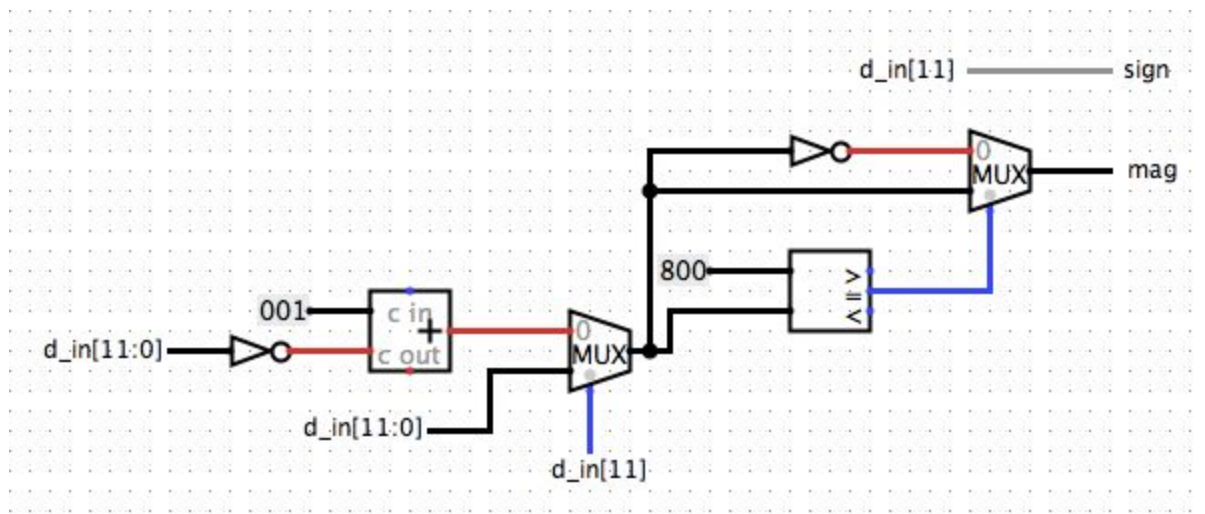 d_in[11] sign
0
MUX mag
800 >
=
<
001 c in
+
0
d_in[11:0] c out MUX
d_in[11:0]
d_in[11]